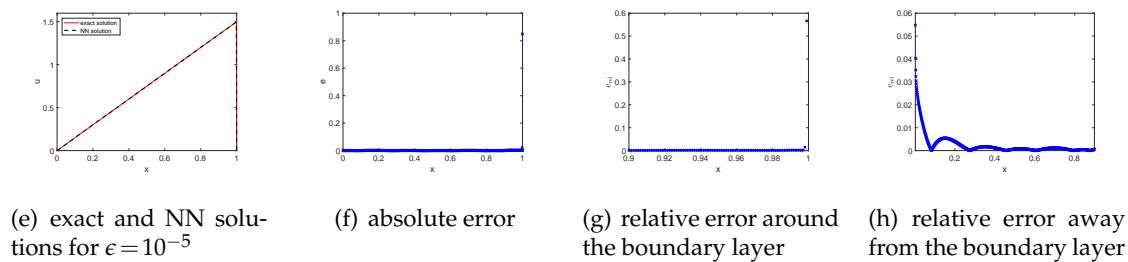 1.5
1
0.5
0
u
exact solution
NN solution
0 0.2 0.4 0.6 0.8 1
x
1
0.8
0.6
0.4
0.2
0
e
0 0.2 0.4 0.6 0.8 1
x
0.6
0.5
0.4
0.3
0.2
0.1
0
e_rel
0.9 0.92 0.94 0.96 0.98 1
x
0.06
0.05
0.04
0.03
0.02
0.01
0
e_rel
0.2 0.4 0.6 0.8
x
(e) exact and NN solu-
tions for ϵ=10⁻⁵
(f) absolute error
(g) relative error around
the boundary layer
(h) relative error away
from the boundary layer